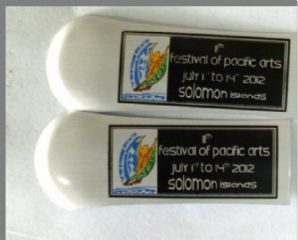 11th
festival of pacific arts
july 1st to 14th 2012
solomon islands
11th
festival of pacific arts
july 1st to 14th 2012
solomon islands